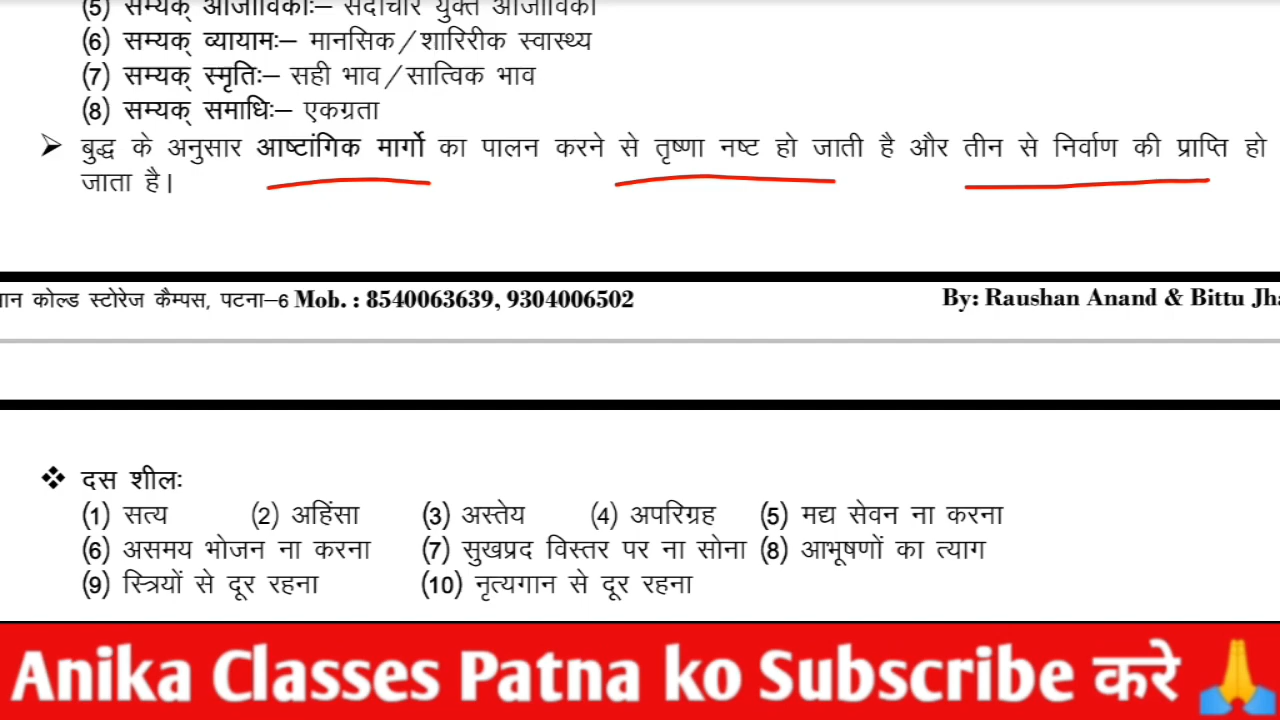 (5) सम्यक् आजीविकाः– सदाचार युक्त आजीविका
(6) सम्यक् व्यायामः– मानसिक/शारिरीक स्वास्थ्य
(7) सम्यक् स्मृतिः– सही भाव/सात्विक भाव
(8) सम्यक् समाधिः– एकग्रता
➢ बुद्ध के अनुसार आष्टांगिक मार्गो का पालन करने से तृष्णा नष्ट हो जाती है और तीन से निर्वाण की प्राप्ति हो
जाता है।
कोल्ड स्टोरेज कैम्पस, पटना–6 Mob. : 8540063639, 9304006502 By: Raushan Anand & Bittu Jha
❖ दस शीलः
(1) सत्य (2) अहिंसा (3) अस्तेय (4) अपरिग्रह (5) मद्य सेवन ना करना
(6) असमय भोजन ना करना (7) सुखप्रद विस्तर पर ना सोना (8) आभूषणों का त्याग
(9) स्त्रियों से दूर रहना (10) नृत्यगान से दूर रहना
Anika Classes Patna ko Subscribe करे 🙏